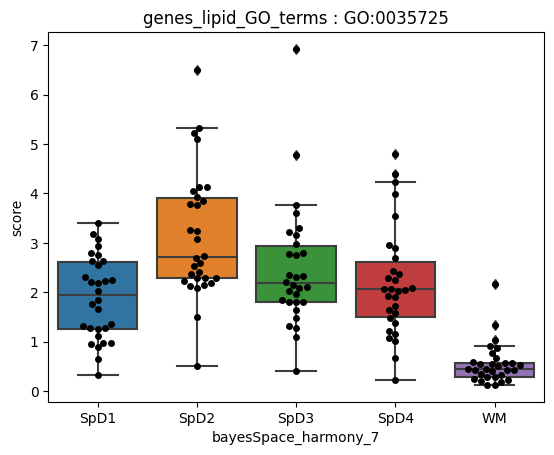 genes_lipid_GO_terms : GO:0035725
score
7
6
5
4
3
2
1
0
SpD1 SpD2 SpD3 SpD4 WM
bayesSpace_harmony_7